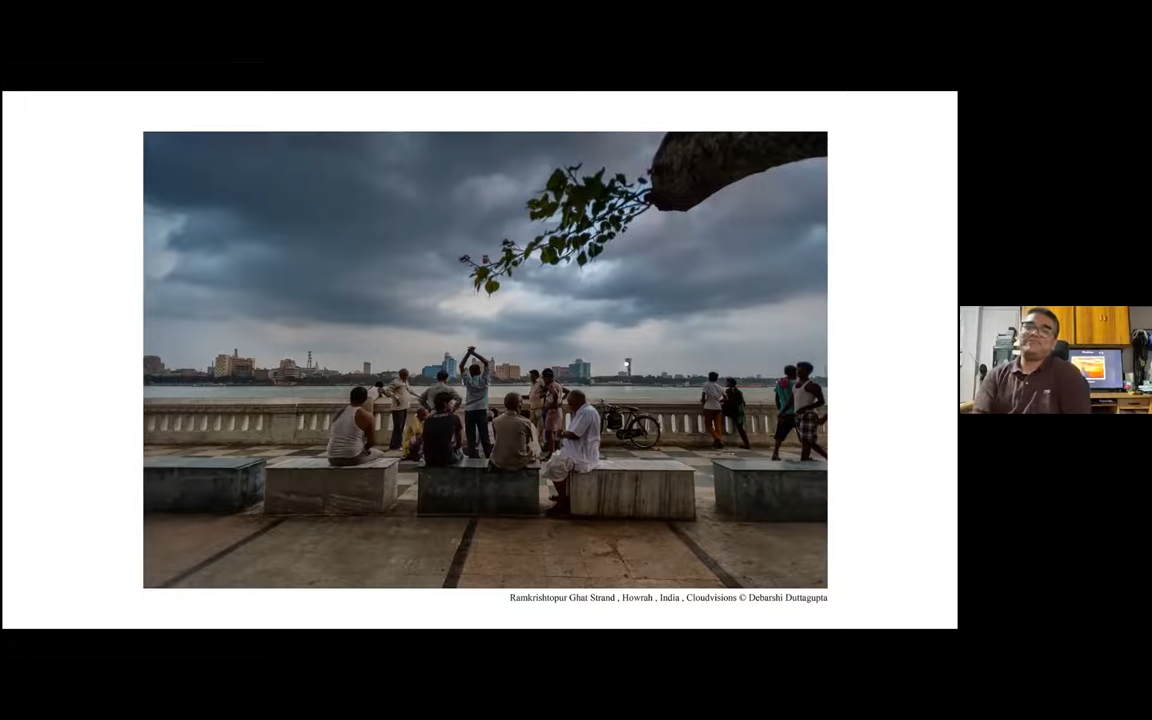 Ramkrishtopur Ghat Strand , Howrah , India , Cloudvisions © Debarshi Duttagupta